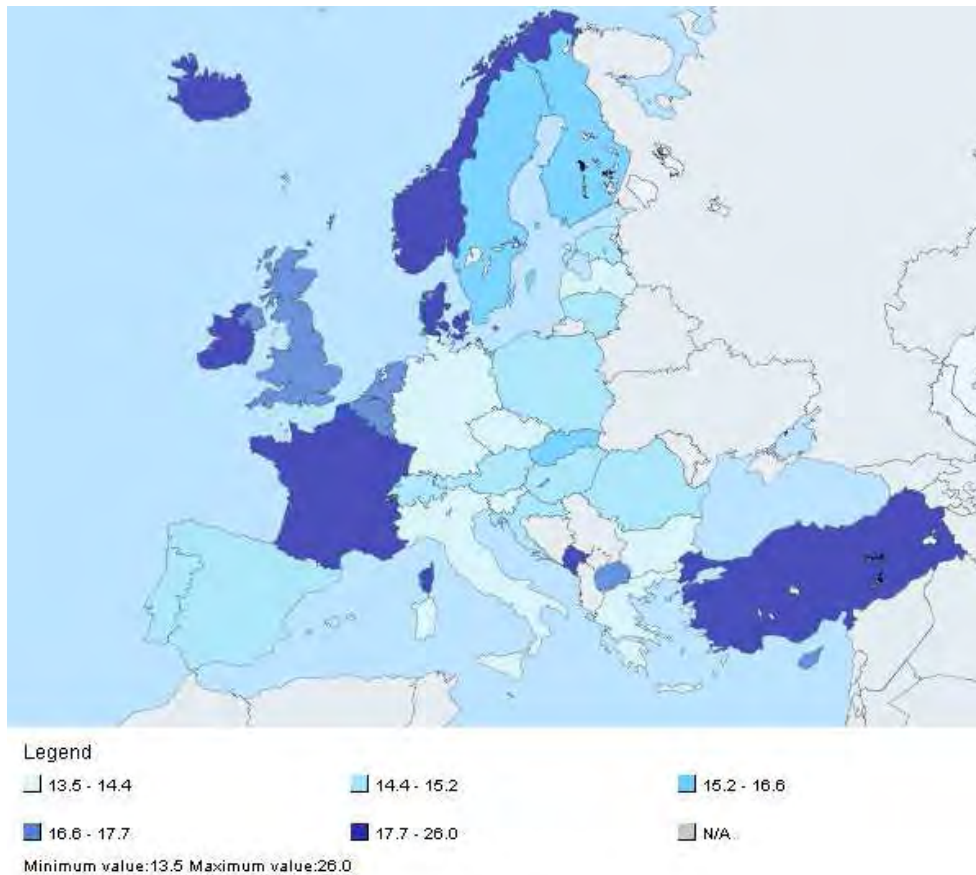 Legend
13.5 - 14.4
14.4 - 15.2
15.2 - 16.6
16.6 - 17.7
17.7 - 26.0
N/A
Minimum value:13.5 Maximum value:26.0